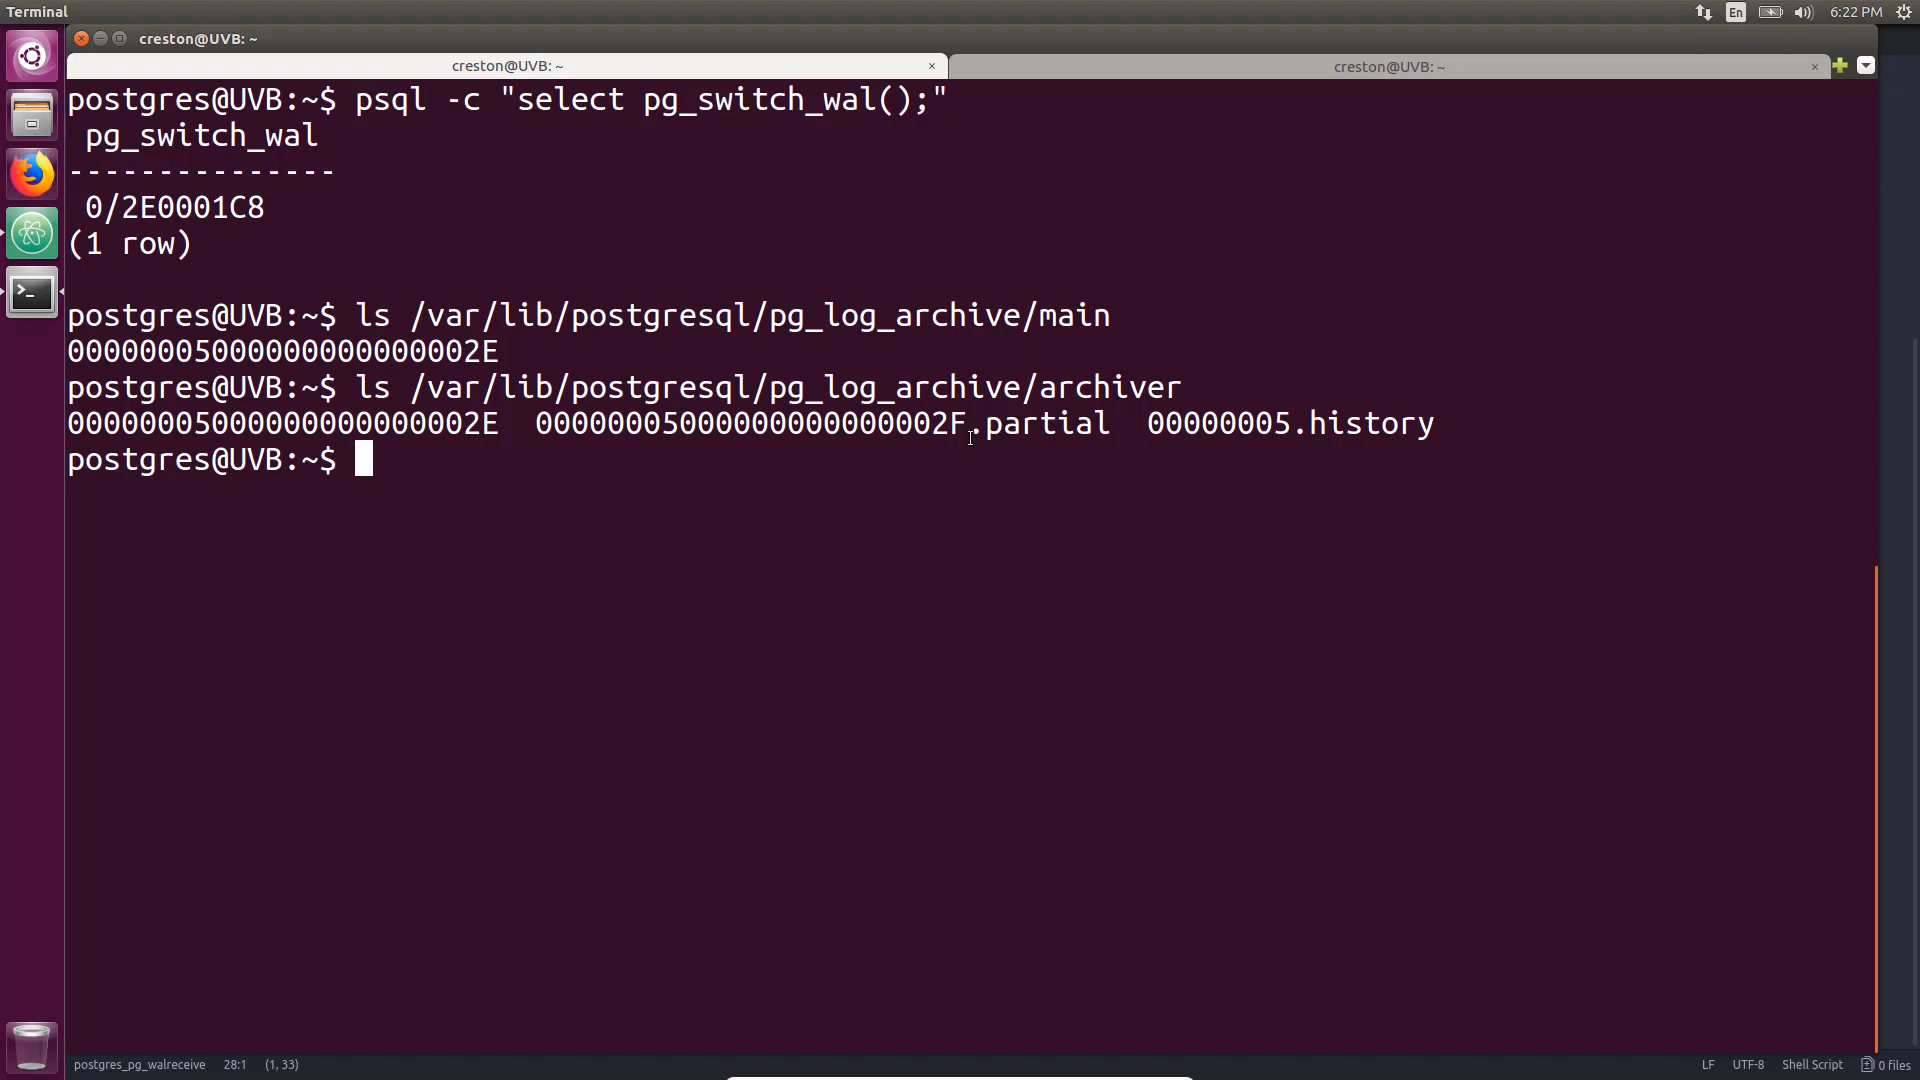 Terminal
En
6:22 PM
creston@UVB: ~
creston@UVB: ~ ×
creston@UVB: ~ ×
postgres@UVB:~$ psql -c "select pg_switch_wal();"
pg_switch_wal
---------------
0/2E0001C8
(1 row)
postgres@UVB:~$ ls /var/lib/postgresql/pg_log_archive/main
00000005000000000000002E
postgres@UVB:~$ ls /var/lib/postgresql/pg_log_archive/archiver
00000005000000000000002E  00000005000000000000002F.partial  00000005.history
postgres@UVB:~$
postgres_pg_walreceive 28:1 (1, 33)
LF UTF-8 Shell Script 0 files